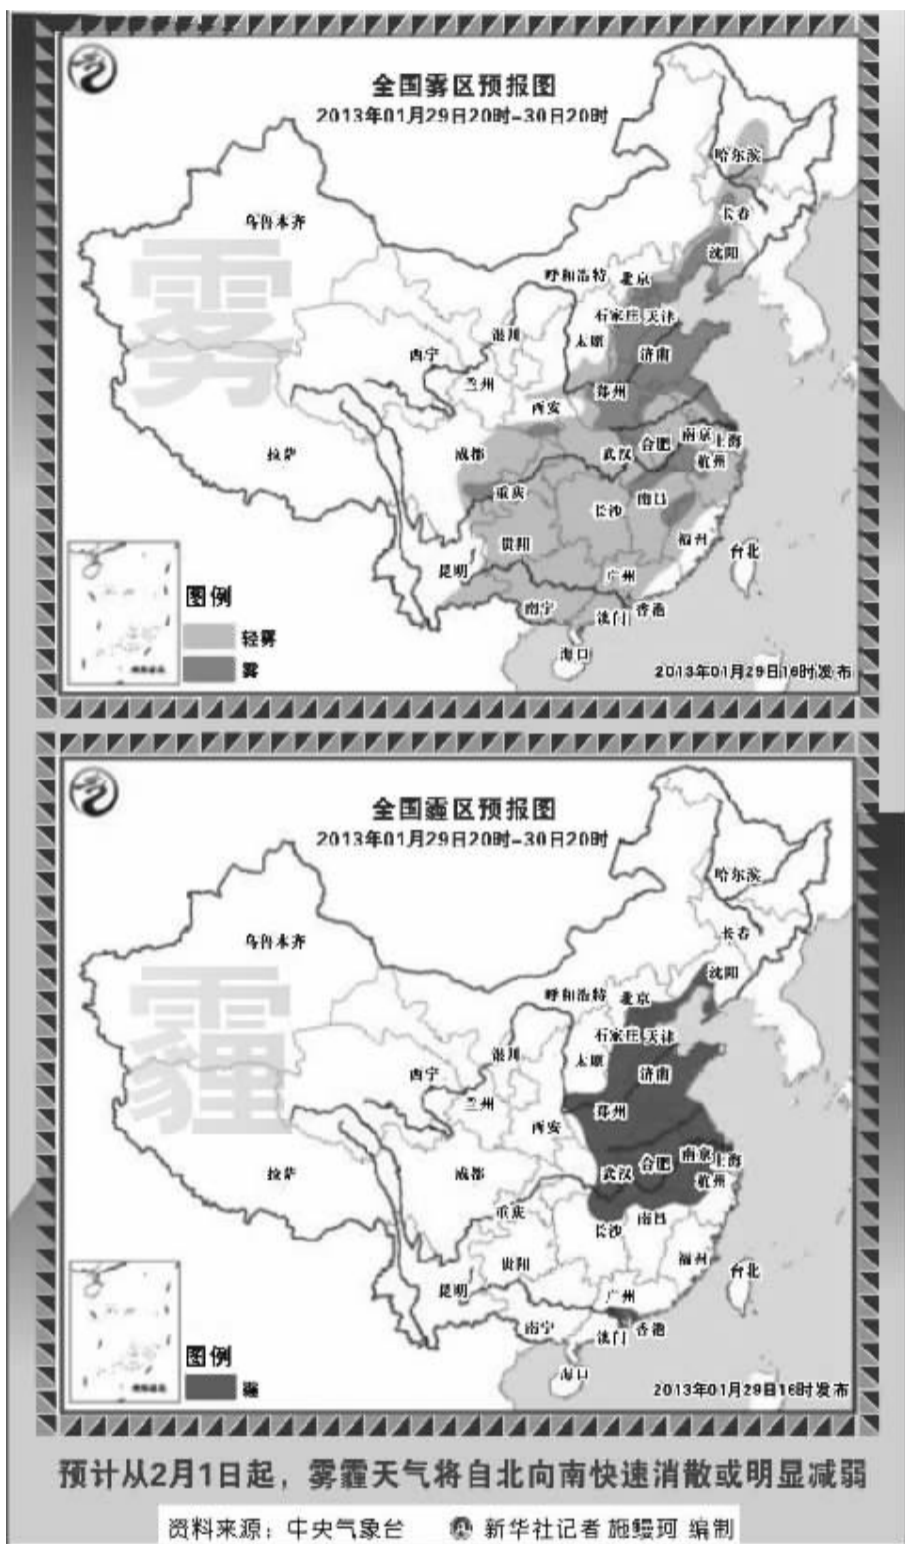 全国雾区预报图
2013年01月29日20时-30日20时
哈尔滨
长春
乌鲁木齐
沈阳
雾
呼和浩特
北京
石家庄
天津
银川
太原
西宁
济南
兰州
郑州
西安
拉萨
成都
武汉
合肥
南京
上海
杭州
重庆
长沙
南昌
贵阳
福州
台北
昆明
广州
图例
南宁
澳门
香港
轻雾
海口
雾
2013年01月29日16时发布
全国霾区预报图
2013年01月29日20时-30日20时
哈尔滨
长春
乌鲁木齐
沈阳
霾
呼和浩特
北京
石家庄
天津
银川
太原
西宁
济南
兰州
郑州
西安
拉萨
成都
武汉
合肥
南京
上海
杭州
重庆
长沙
南昌
贵阳
福州
台北
昆明
广州
南宁
澳门
香港
图例
海口
霾
2013年01月29日16时发布
预计从2月1日起，雾霾天气将自北向南快速消散或明显减弱
资料来源：中央气象台 新华社记者 施鳗珂 编制